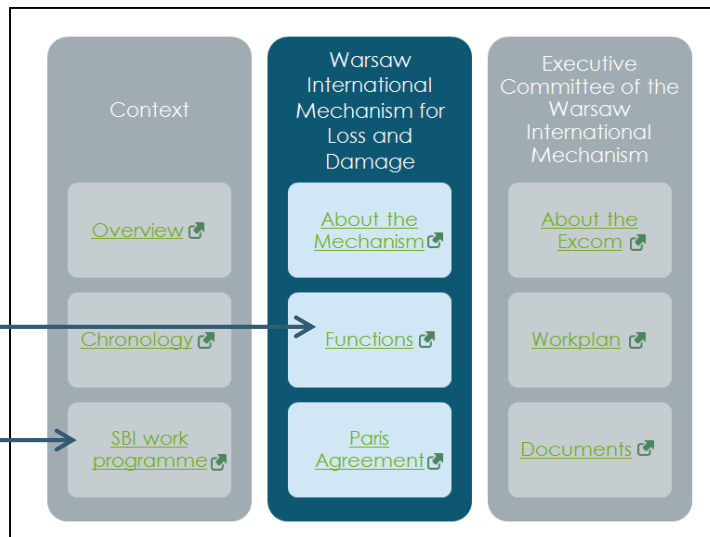 Context
Overview
Chronology
SBI work
programme
Warsaw
International
Mechanism for
Loss and
Damage
About the
Mechanism
Functions
Paris
Agreement
Executive
Committee of the
Warsaw
International
Mechanism
About the
Excom
Workplan
Documents